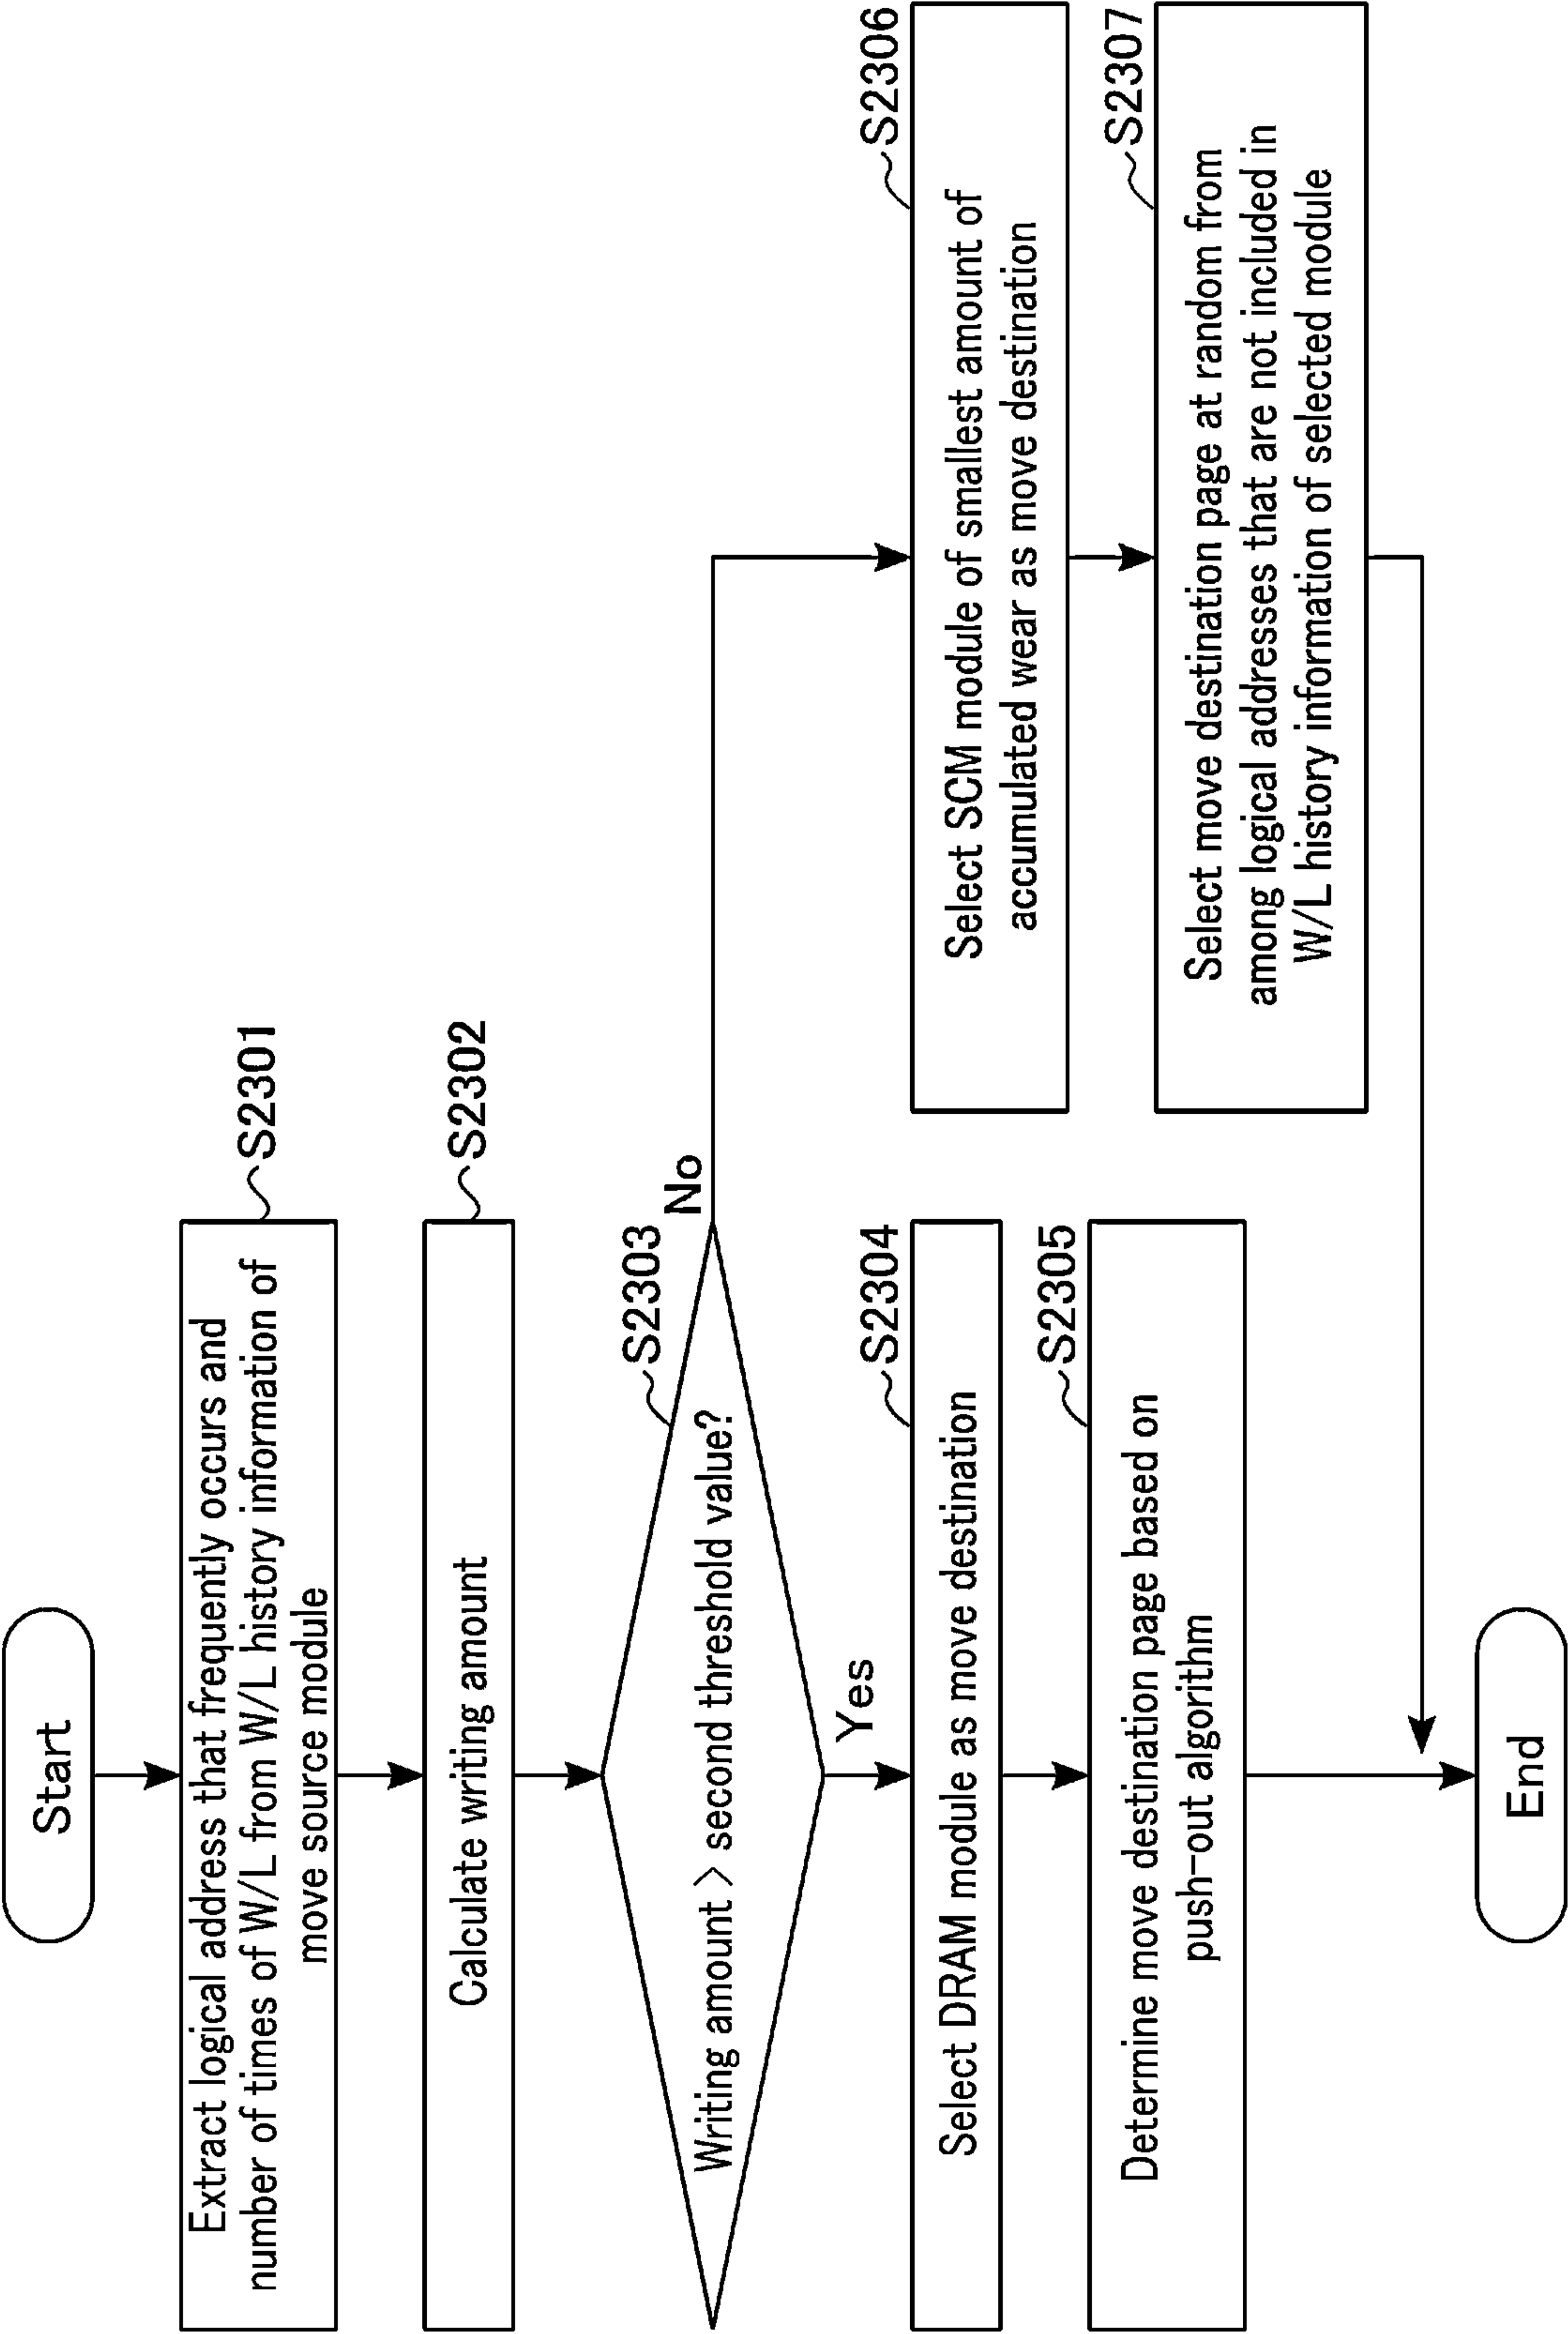 Start
S2301
Extract logical address that frequently occurs and
number of times of W/L from W/L history information of
move source module
S2302
Calculate writing amount
S2303
Writing amount > second threshold value?
No
Yes
S2304
Select DRAM module as move destination
S2305
Determine move destination page based on
push-out algorithm
S2306
Select SCM module of smallest amount of
accumulated wear as move destination
S2307
Select move destination page at random from
among logical addresses that are not included in
W/L history information of selected module
End